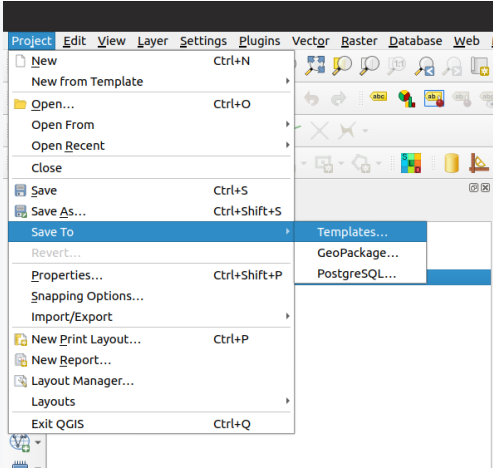 Project Edit View Layer Settings Plugins Vector Raster Database Web
New Ctrl+N
New from Template
Open... Ctrl+O
Open From
Open Recent
Close
Save Ctrl+S
Save As... Ctrl+Shift+S
Save To Templates...
Revert... GeoPackage...
Properties... Ctrl+Shift+P PostgreSQL...
Snapping Options...
Import/Export
New Print Layout... Ctrl+P
New Report...
Layout Manager...
Layouts
Exit QGIS Ctrl+Q